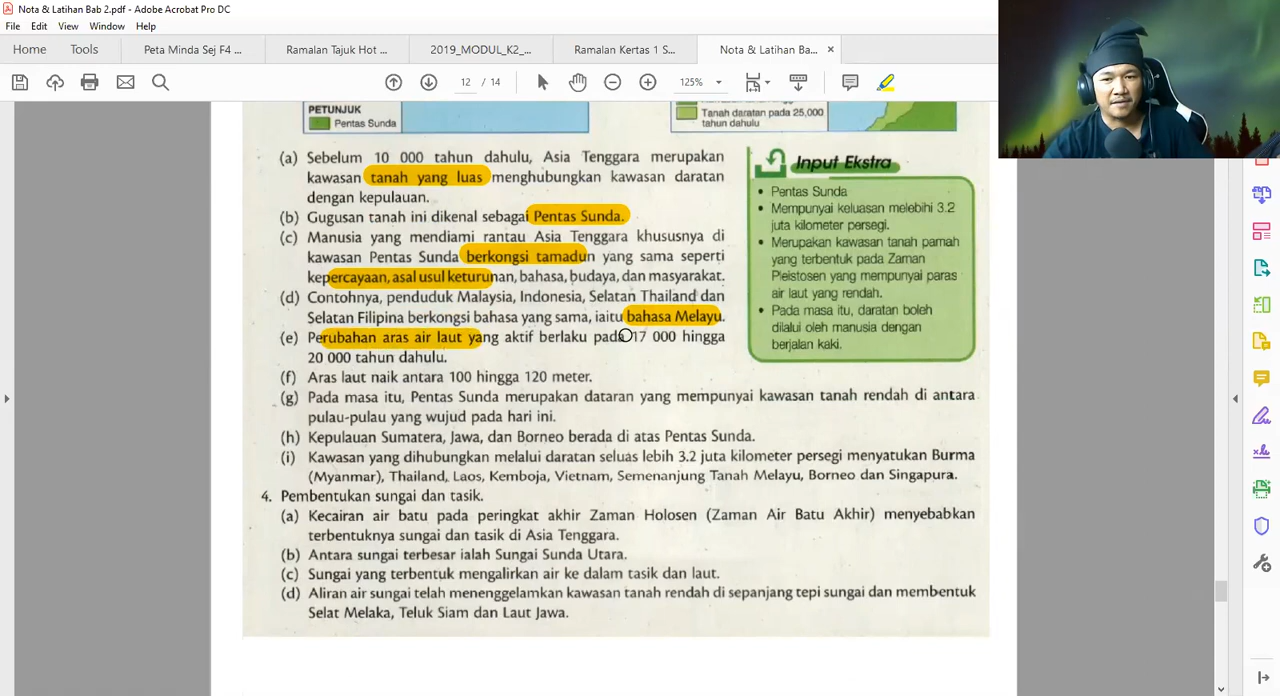 Nota & Latihan Bab 2.pdf - Adobe Acrobat Pro DC
File Edit View Window Help
Home Tools Peta Minda Sej F4 ... Ramalan Tajuk Hot ... 2019_MODUL_K2_... Ramalan Kertas 1 S... Nota & Latihan Ba... ×
12 / 14 125%
PETUNJUK
Pentas Sunda
Tanah daratan pada 25,000
tahun dahulu
(a) Sebelum 10 000 tahun dahulu, Asia Tenggara merupakan
kawasan tanah yang luas menghubungkan kawasan daratan
dengan kepulauan.
(b) Gugusan tanah ini dikenal sebagai Pentas Sunda.
(c) Manusia yang mendiami rantau Asia Tenggara khususnya di
kawasan Pentas Sunda berkongsi tamadun yang sama seperti
kepercayaan, asal usul keturunan, bahasa, budaya, dan masyarakat.
(d) Contohnya, penduduk Malaysia, Indonesia, Selatan Thailand dan
Selatan Filipina berkongsi bahasa yang sama, iaitu bahasa Melayu.
(e) Perubahan aras air laut yang aktif berlaku pada 17 000 hingga
20 000 tahun dahulu.
Input Ekstra
• Pentas Sunda
• Mempunyai keluasan melebihi 3.2
juta kilometer persegi.
• Merupakan kawasan tanah pamah
yang terbentuk pada Zaman
Pleistosen yang mempunyai paras
air laut yang rendah.
• Pada masa itu, daratan boleh
dilalui oleh manusia dengan
berjalan kaki.
(f) Aras laut naik antara 100 hingga 120 meter.
(g) Pada masa itu, Pentas Sunda merupakan dataran yang mempunyai kawasan tanah rendah di antara
pulau-pulau yang wujud pada hari ini.
(h) Kepulauan Sumatera, Jawa, dan Borneo berada di atas Pentas Sunda.
(i) Kawasan yang dihubungkan melalui daratan seluas lebih 3.2 juta kilometer persegi menyatukan Burma
(Myanmar), Thailand, Laos, Kemboja, Vietnam, Semenanjung Tanah Melayu, Borneo dan Singapura.
4. Pembentukan sungai dan tasik.
(a) Kecairan air batu pada peringkat akhir Zaman Holosen (Zaman Air Batu Akhir) menyebabkan
terbentuknya sungai dan tasik di Asia Tenggara.
(b) Antara sungai terbesar ialah Sungai Sunda Utara.
(c) Sungai yang terbentuk mengalirkan air ke dalam tasik dan laut.
(d) Aliran air sungai telah menenggelamkan kawasan tanah rendah di sepanjang tepi sungai dan membentuk
Selat Melaka, Teluk Siam dan Laut Jawa.